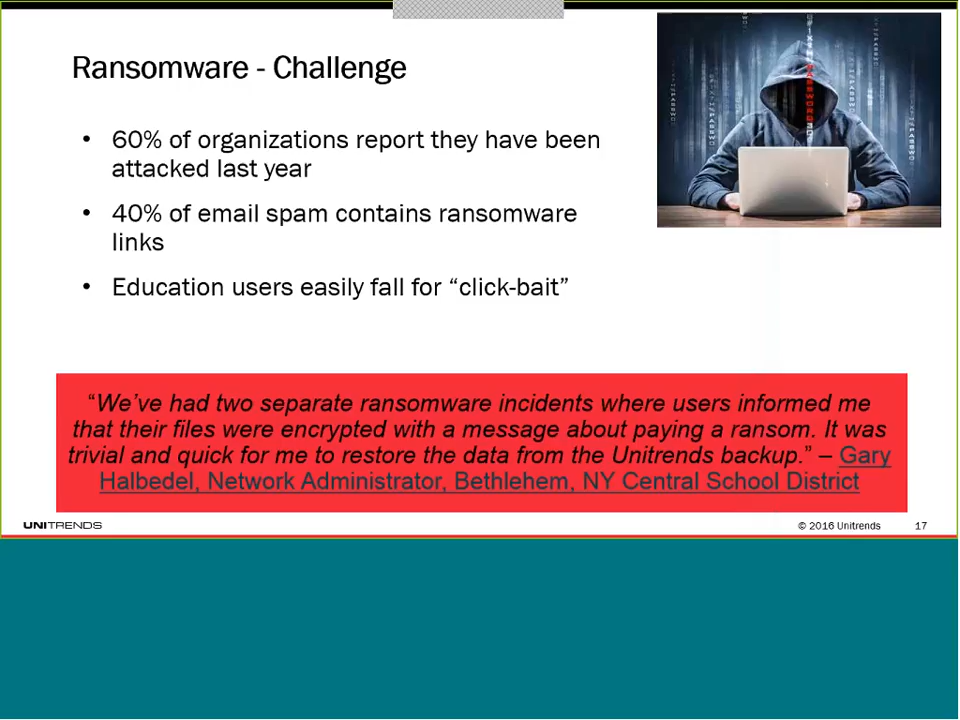 Ransomware - Challenge
• 60% of organizations report they have been
attacked last year
• 40% of email spam contains ransomware
links
• Education users easily fall for “click-bait”
“We’ve had two separate ransomware incidents where users informed me
that their files were encrypted with a message about paying a ransom. It was
trivial and quick for me to restore the data from the Unitrends backup.” – Gary
Halbedel, Network Administrator, Bethlehem, NY Central School District
UNITRENDS
© 2016 Unitrends
17